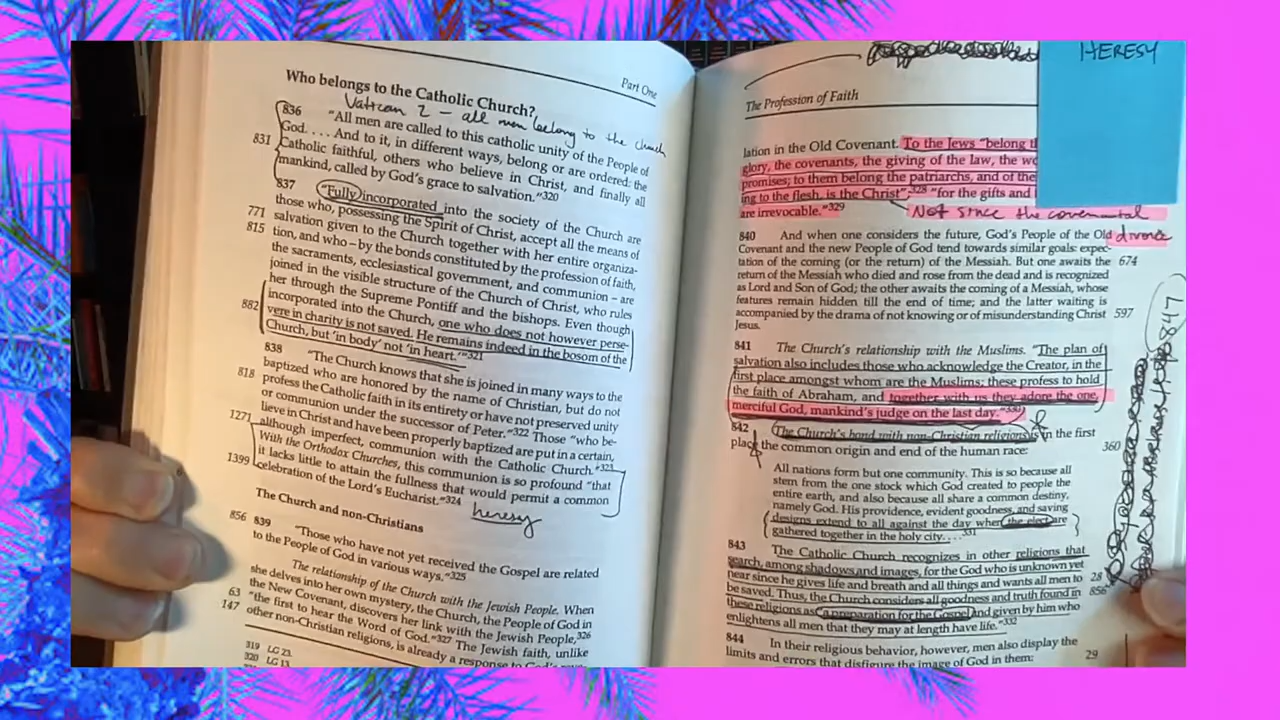 Part One
Who belongs to the Catholic Church?
Vatican 2 - all men belong to the church
836 "All men are called to this catholic unity of the People of
831 God. . . . And to it, in different ways, belong or are ordered: the
Catholic faithful, others who believe in Christ, and finally all
mankind, called by God's grace to salvation."320
837 "Fully incorporated into the society of the Church are
771 those who, possessing the Spirit of Christ, accept all the means of
815 salvation given to the Church together with her entire organiza-
tion, and who – by the bonds constituted by the profession of faith,
the sacraments, ecclesiastical government, and communion – are
joined in the visible structure of the Church of Christ, who rules
her through the Supreme Pontiff and the bishops. Even though
882 incorporated into the Church, one who does not however perse-
vere in charity is not saved. He remains indeed in the bosom of the
Church, but 'in body' not 'in heart.'"321
838 "The Church knows that she is joined in many ways to the
818 baptized who are honored by the name of Christian, but do not
profess the Catholic faith in its entirety or have not preserved unity
or communion under the successor of Peter."322 Those "who be-
1271 lieve in Christ and have been properly baptized are put in a certain,
although imperfect, communion with the Catholic Church."323
With the Orthodox Churches, this communion is so profound "that
1399 it lacks little to attain the fullness that would permit a common
celebration of the Lord's Eucharist."324
heresy
The Church and non-Christians
856 839 "Those who have not yet received the Gospel are related
to the People of God in various ways."325
The relationship of the Church with the Jewish People. When
63 she delves into her own mystery, the Church, the People of God in
147 the New Covenant, discovers her link with the Jewish People,326
"the first to hear the Word of God."327 The Jewish faith, unlike
other non-Christian religions, is already a response to God's
319 LG 23.
320 LG 13.
HERESY
The Profession of Faith
lation in the Old Covenant. To the Jews "belong
glory, the covenants, the giving of the law, the
promises; to them belong the patriarchs, and of the
ing to the flesh, is the Christ",328 "for the gifts and
are irrevocable."329
Not since the covenantal
divorce
840 And when one considers the future, God's People of the Old
Covenant and the new People of God tend towards similar goals: expec-
tation of the coming (or the return) of the Messiah. But one awaits the 674
return of the Messiah who died and rose from the dead and is recognized
as Lord and Son of God; the other awaits the coming of a Messiah, whose
features remain hidden till the end of time; and the latter waiting is
accompanied by the drama of not knowing or of misunderstanding Christ 597
Jesus.
841 The Church's relationship with the Muslims. "The plan of
salvation also includes those who acknowledge the Creator, in the
first place amongst whom are the Muslims; these profess to hold
the faith of Abraham, and together with us they adore the one,
merciful God, mankind's judge on the last day."330
842 The Church's bond with non-Christian religions is in the first
place the common origin and end of the human race: 360
All nations form but one community. This is so because all
stem from the one stock which God created to people the
entire earth, and also because all share a common destiny,
namely God. His providence, evident goodness, and saving
designs extend to all against the day when the elect are
gathered together in the holy city. . . .331
843 The Catholic Church recognizes in other religions that
search, among shadows and images, for the God who is unknown yet
near since he gives life and breath and all things and wants all men to 28
be saved. Thus, the Church considers all goodness and truth found in 856
these religions as "a preparation for the Gospel and given by him who
enlightens all men that they may at length have life."332
844 In their religious behavior, however, men also display the
limits and errors that disfigure the image of God in them: 29
847